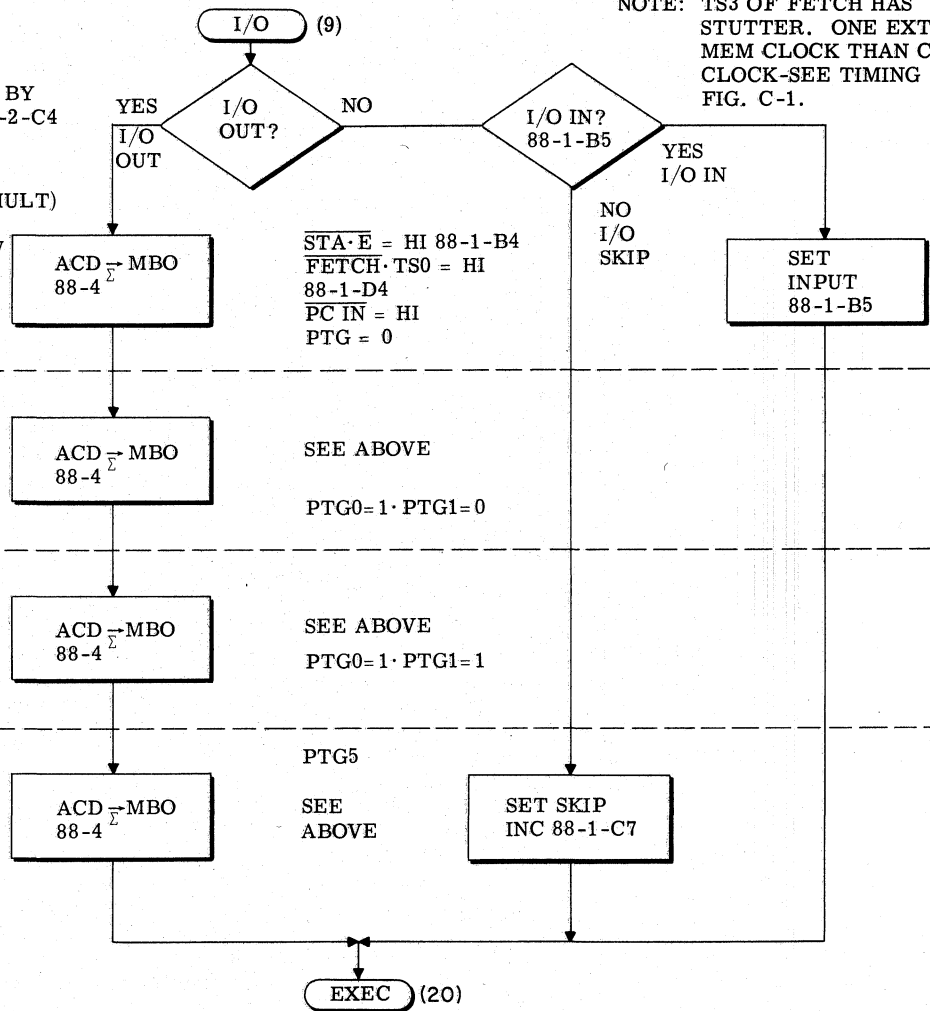 I/O (9)
NOTE: TS3 OF FETCH HAS
STUTTER. ONE EXT
MEM CLOCK THAN C
CLOCK-SEE TIMING
FIG. C-1.
BY
-2-C4
YES
I/O
OUT
I/O
OUT?
NO
I/O IN?
88-1-B5
YES
I/O IN
NO
I/O
SKIP
ULT)
ACD →Σ MBO
88-4
S̅T̅A̅·̅E̅ = HI 88-1-B4
F̅E̅T̅C̅H̅·TS0 = HI
88-1-D4
P̅C̅ ̅I̅N̅ = HI
PTG = 0
SET
INPUT
88-1-B5
ACD →Σ MBO
88-4
SEE ABOVE
PTG0=1·PTG1=0
ACD →Σ MBO
88-4
SEE ABOVE
PTG0=1·PTG1=1
ACD →Σ MBO
88-4
PTG5
SEE
ABOVE
SET SKIP
INC 88-1-C7
EXEC (20)